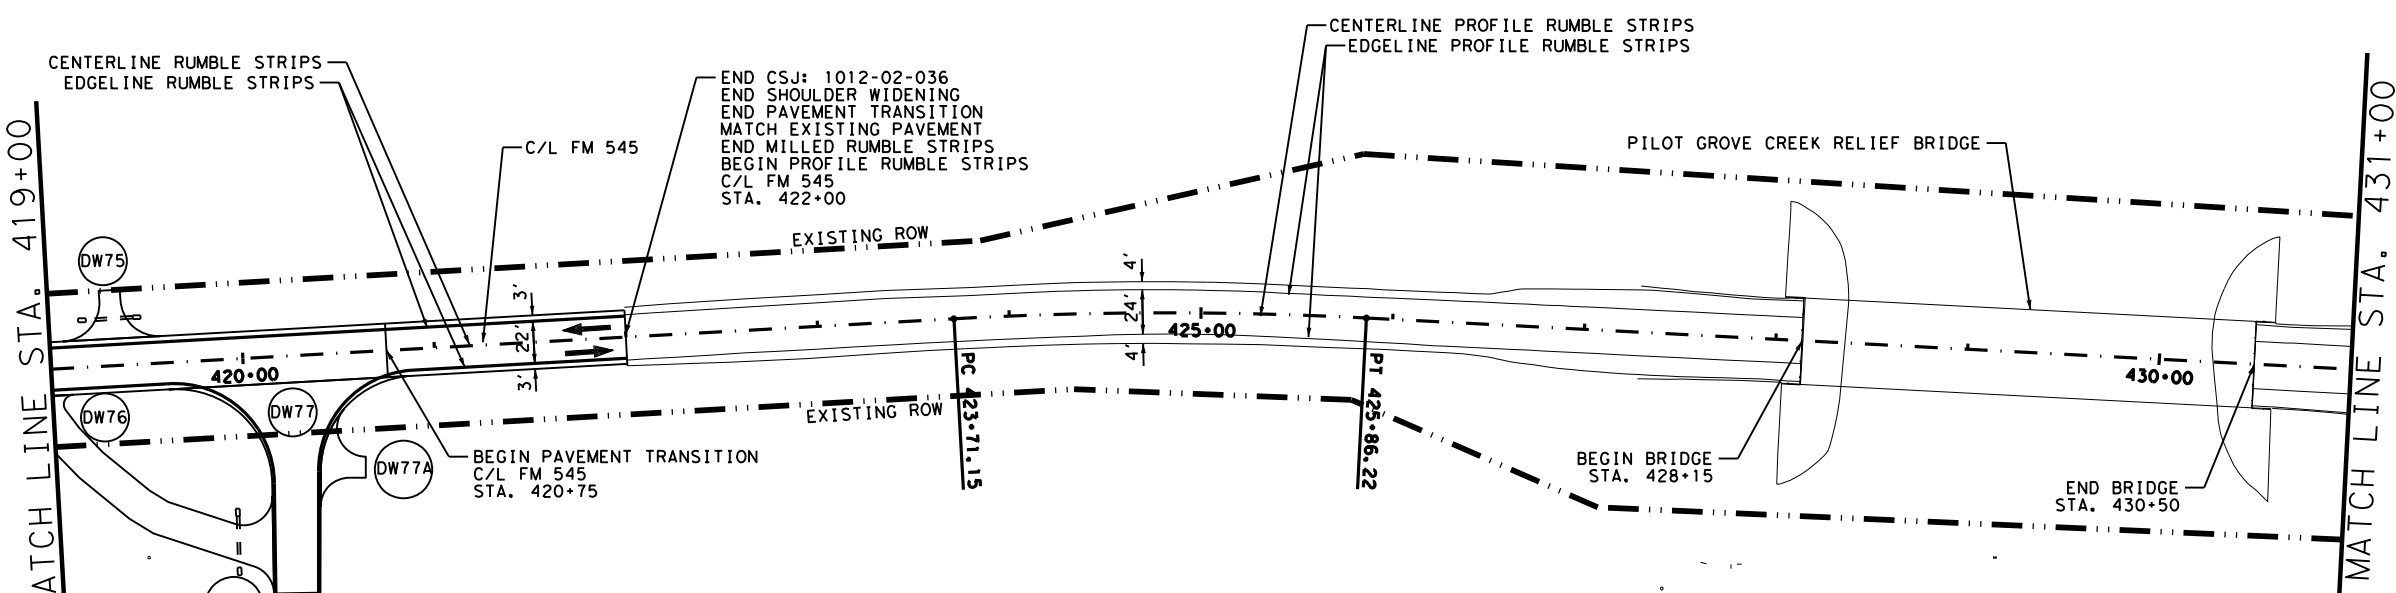 CENTERLINE RUMBLE STRIPS
EDGELINE RUMBLE STRIPS
C/L FM 545
END CSJ: 1012-02-036
END SHOULDER WIDENING
END PAVEMENT TRANSITION
MATCH EXISTING PAVEMENT
END MILLED RUMBLE STRIPS
BEGIN PROFILE RUMBLE STRIPS
C/L FM 545
STA. 422+00
CENTERLINE PROFILE RUMBLE STRIPS
EDGELINE PROFILE RUMBLE STRIPS
PILOT GROVE CREEK RELIEF BRIDGE
EXISTING ROW
DW75
3'
22'
3'
4'
24'
4'
420+00
425+00
430+00
DW76
DW77
DW77A
EXISTING ROW
PC 423+71.15
PT 425+86.22
BEGIN PAVEMENT TRANSITION
C/L FM 545
STA. 420+75
BEGIN BRIDGE
STA. 428+15
END BRIDGE
STA. 430+50
ATCH LINE STA. 419+00
MATCH LINE STA. 431+00